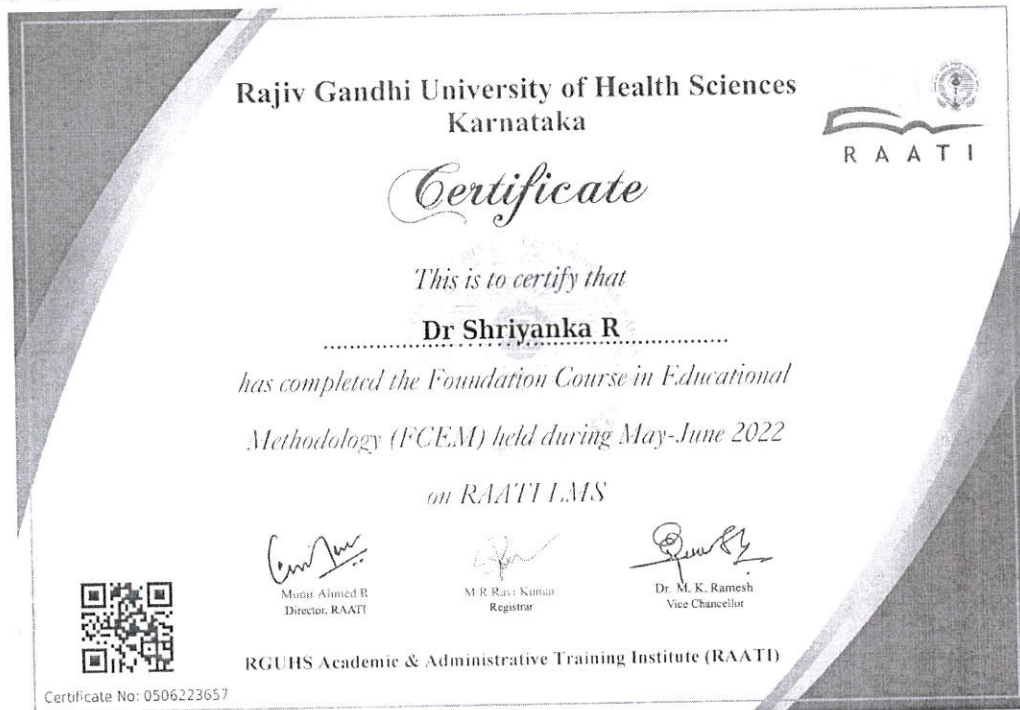 Rajiv Gandhi University of Health Sciences
Karnataka
RAATI
Certificate
This is to certify that
Dr Shriyanka R
has completed the Foundation Course in Educational
Methodology (FCEM) held during May-June 2022
on RAATI LMS
Munir Ahmed R
Director, RAATI
M R Ravi Kumar
Registrar
Dr. M. K. Ramesh
Vice Chancellor
RGUHS Academic & Administrative Training Institute (RAATI)
Certificate No: 0506223657